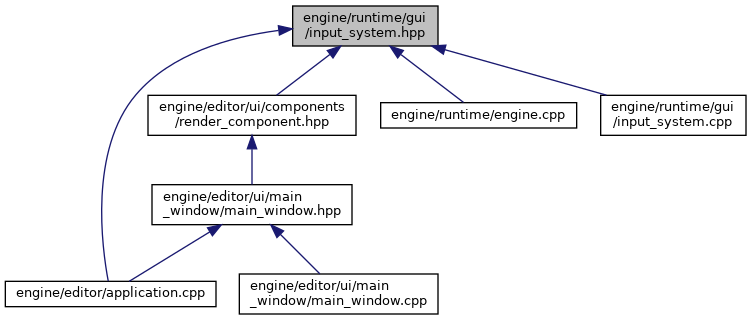 engine/runtime/gui
/input_system.hpp
engine/editor/ui/components
/render_component.hpp
engine/runtime/engine.cpp
engine/runtime/gui
/input_system.cpp
engine/editor/ui/main
_window/main_window.hpp
engine/editor/application.cpp
engine/editor/ui/main
_window/main_window.cpp